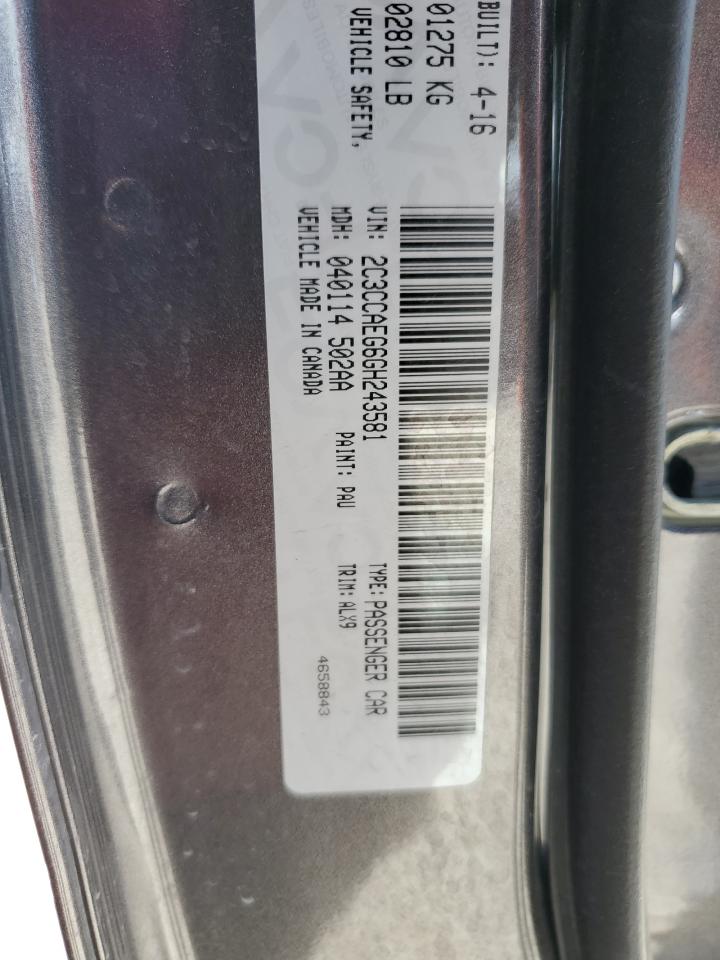 BUILT): 4-16
01275 KG
02810 LB
VEHICLE SAFETY,
VIN: 2C3CCAEG6GH243581 TYPE: PASSENGER CAR
MDH: 040114 502AA PAINT: PAU TRIM: ALX9
VEHICLE MADE IN CANADA
4658843